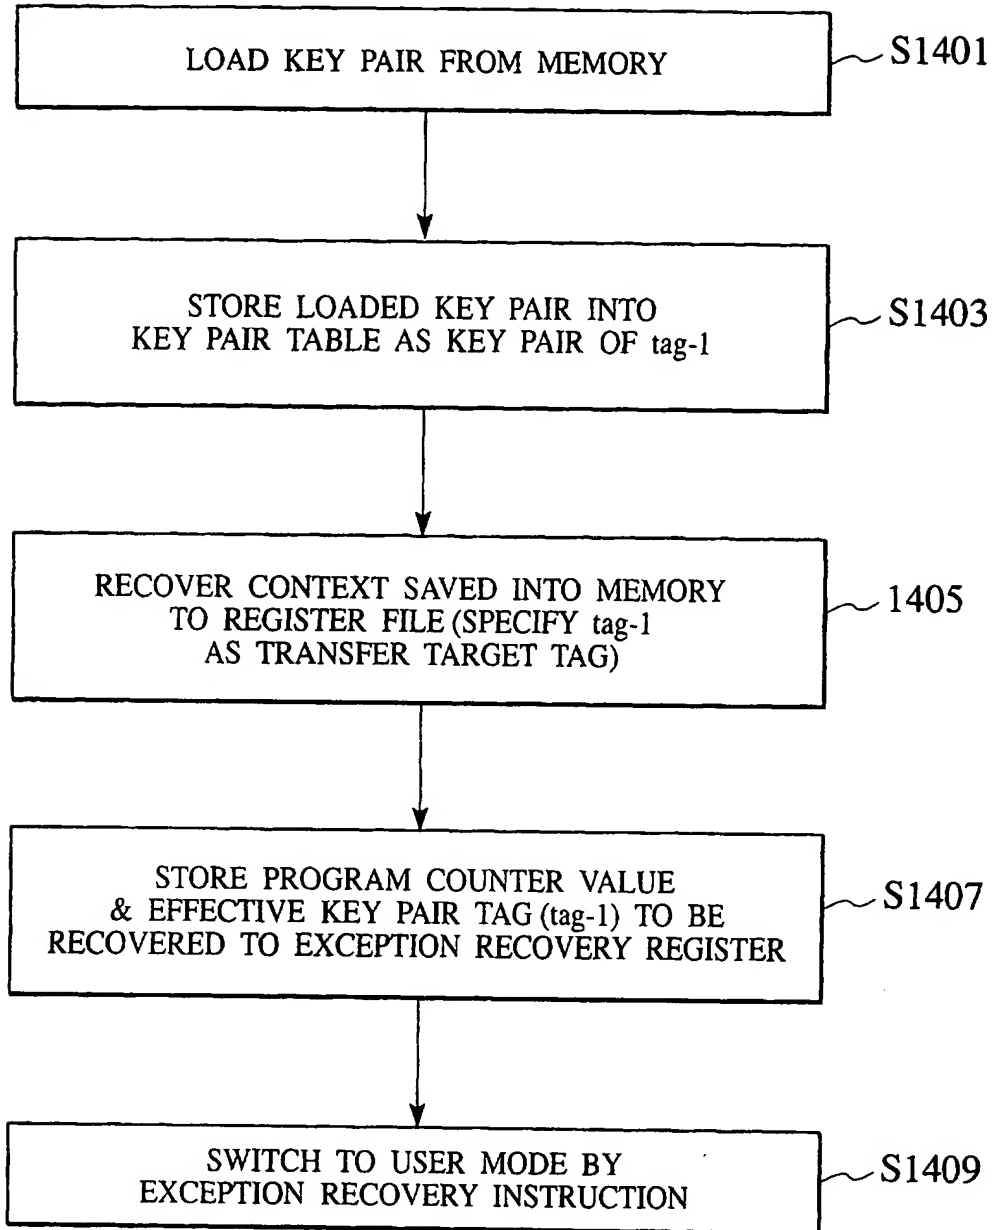 LOAD KEY PAIR FROM MEMORY
S1401
STORE LOADED KEY PAIR INTO
KEY PAIR TABLE AS KEY PAIR OF tag-1
S1403
RECOVER CONTEXT SAVED INTO MEMORY
TO REGISTER FILE (SPECIFY tag-1
AS TRANSFER TARGET TAG)
1405
STORE PROGRAM COUNTER VALUE
& EFFECTIVE KEY PAIR TAG (tag-1) TO BE
RECOVERED TO EXCEPTION RECOVERY REGISTER
S1407
SWITCH TO USER MODE BY
EXCEPTION RECOVERY INSTRUCTION
S1409